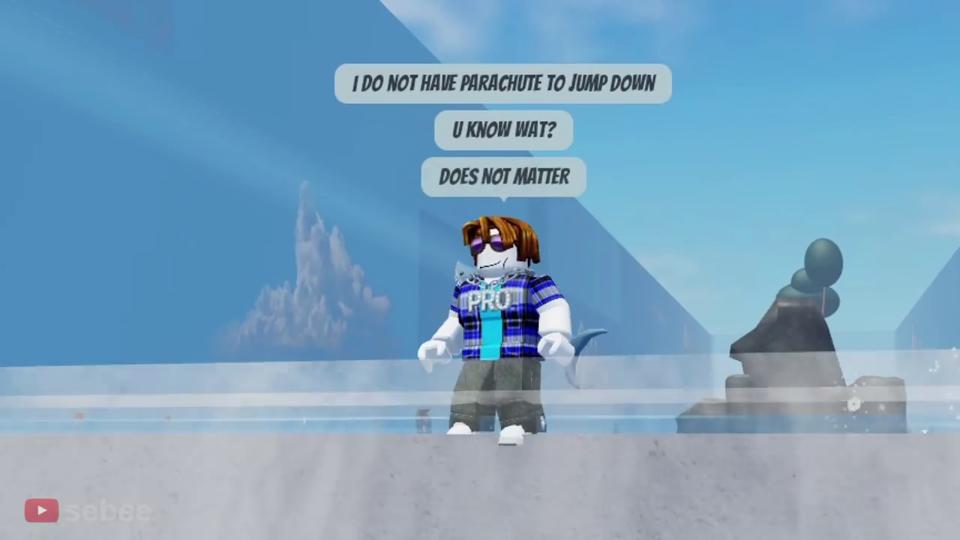 I DO NOT HAVE PARACHUTE TO JUMP DOWN
U KNOW WAT?
DOES NOT MATTER
PRO
sebee